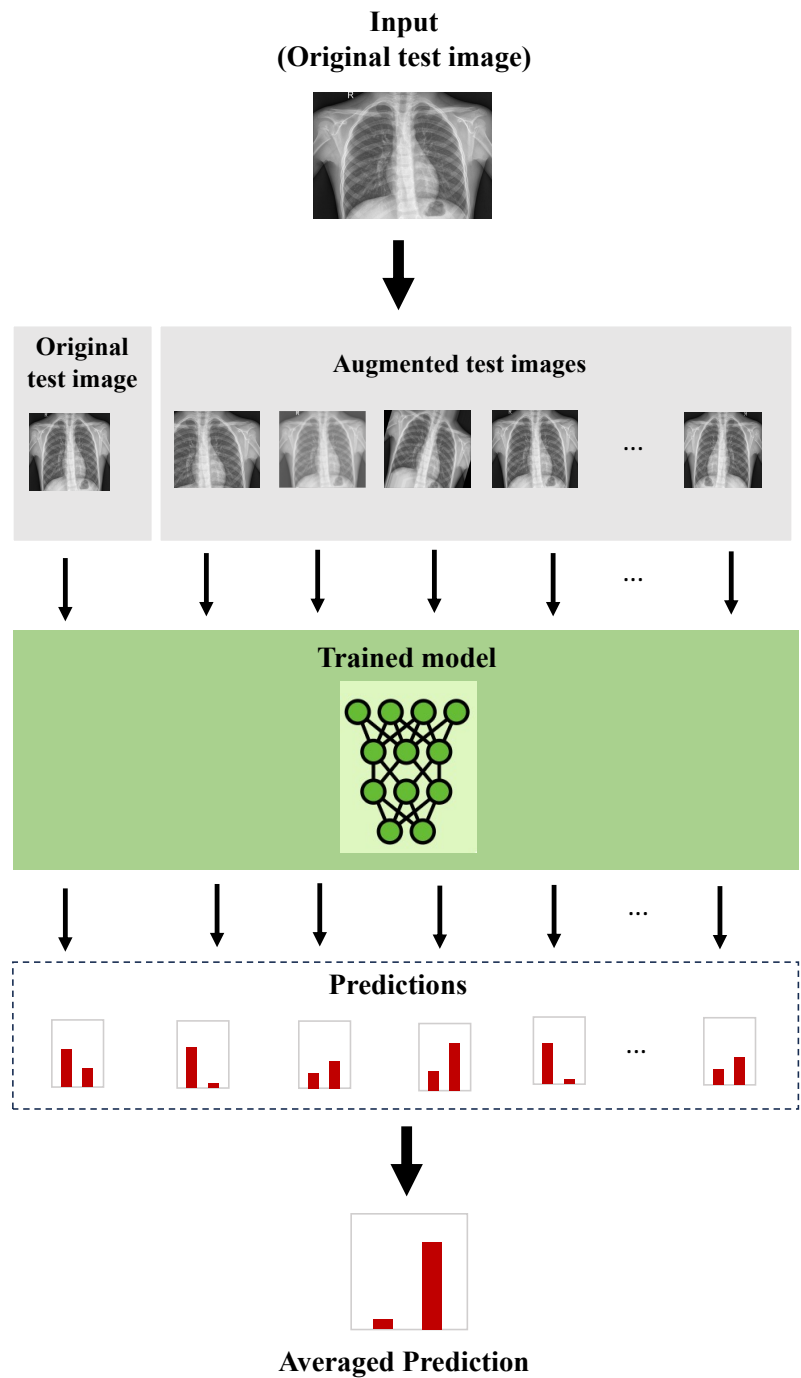 Input
(Original test image)
R
Original
test image
Augmented test images
...
...
Trained model
...
Predictions
...
Averaged Prediction